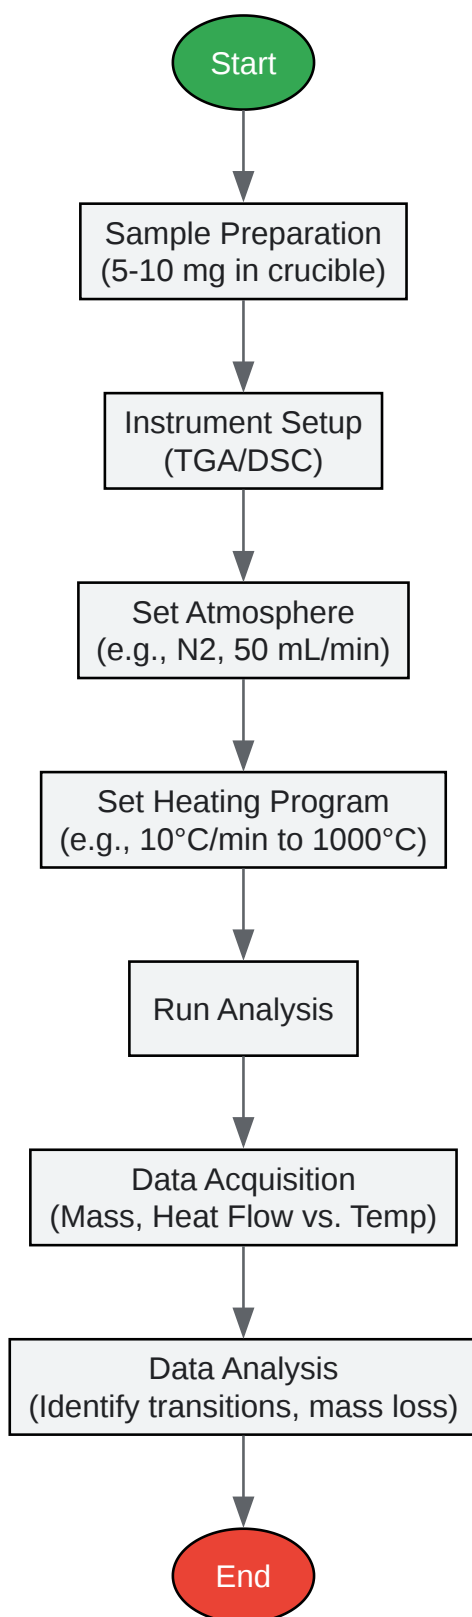 Start
Sample Preparation
(5-10 mg in crucible)
Instrument Setup
(TGA/DSC)
Set Atmosphere
(e.g., N2, 50 mL/min)
Set Heating Program
(e.g., 10°C/min to 1000°C)
Run Analysis
Data Acquisition
(Mass, Heat Flow vs. Temp)
Data Analysis
(Identify transitions, mass loss)
End